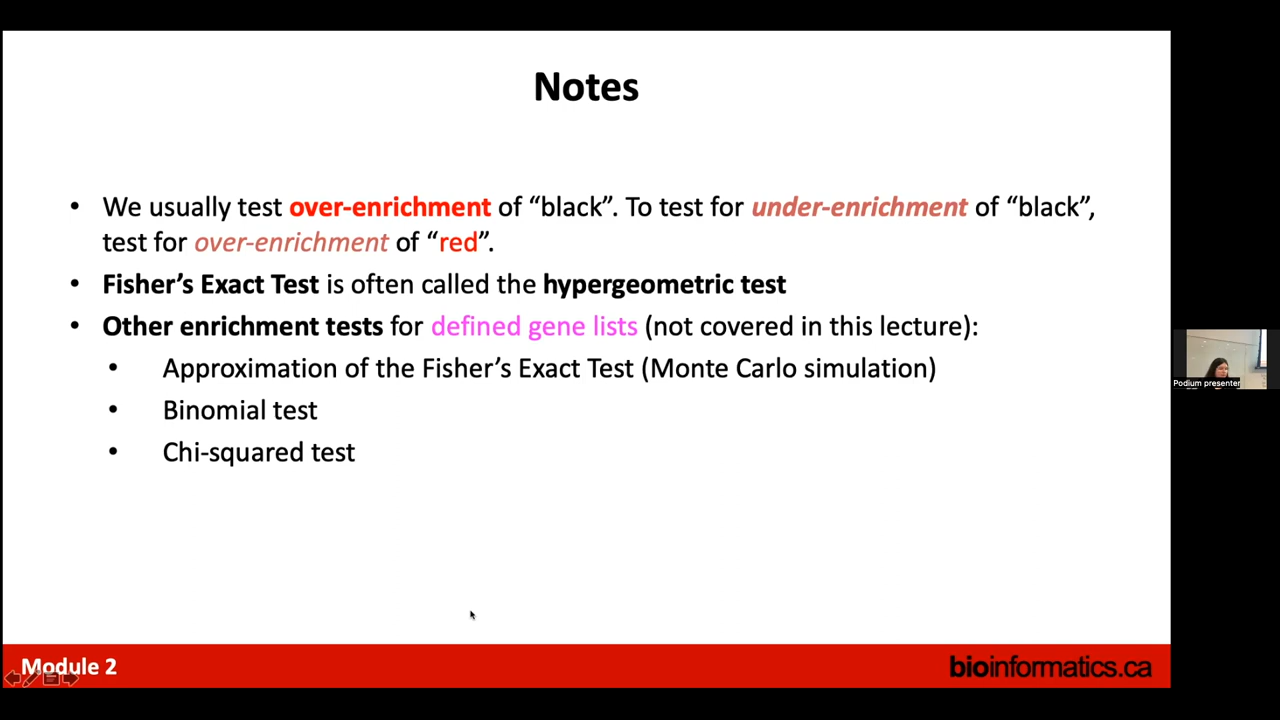 Notes
• We usually test over-enrichment of “black”. To test for under-enrichment of “black”,
test for over-enrichment of “red”.
• Fisher’s Exact Test is often called the hypergeometric test
• Other enrichment tests for defined gene lists (not covered in this lecture):
• Approximation of the Fisher’s Exact Test (Monte Carlo simulation)
• Binomial test
• Chi-squared test
Podium presenter
Module 2
bioinformatics.ca